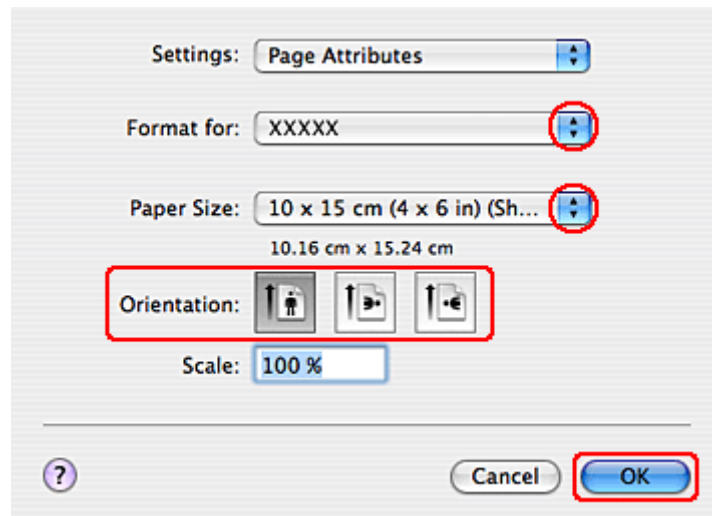 Settings: Page Attributes
Format for: XXXXX
Paper Size: 10 x 15 cm (4 x 6 in) (Sh...
10.16 cm x 15.24 cm
Orientation:
Scale: 100 %
? Cancel OK